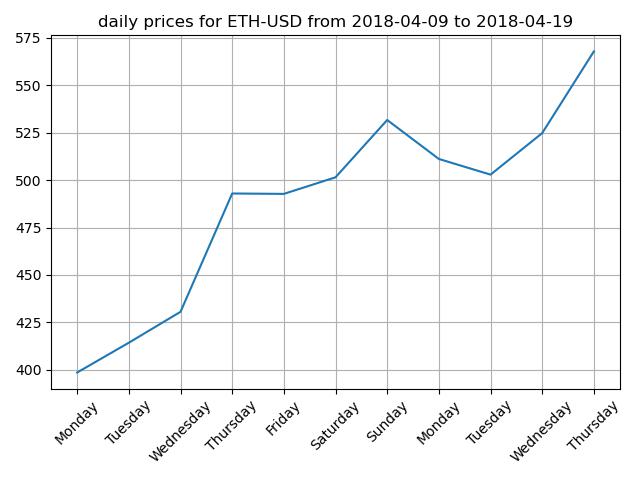 daily prices for ETH-USD from 2018-04-09 to 2018-04-19
575
550
525
500
475
450
425
400
Monday
Tuesday
Wednesday
Thursday
Friday
Saturday
Sunday
Monday
Tuesday
Wednesday
Thursday